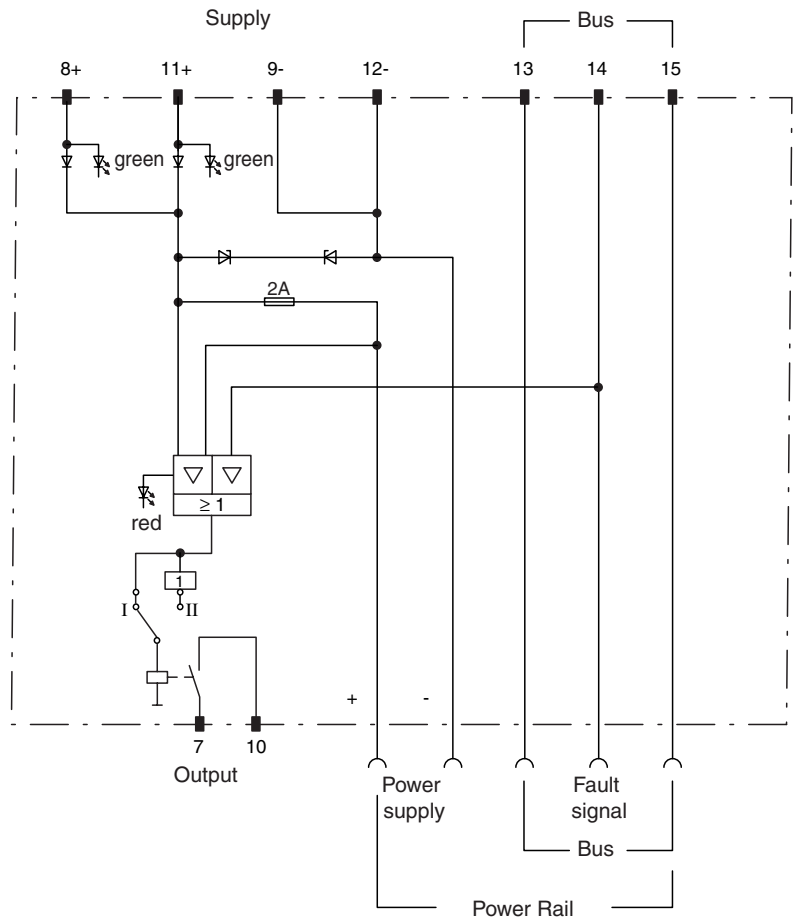 Supply
Bus
8+ 11+ 9- 12- 13 14 15
green green
2A
≥ 1
red
1
I II
+ -
7 10
Output
Power supply
Fault signal
Bus
Power Rail